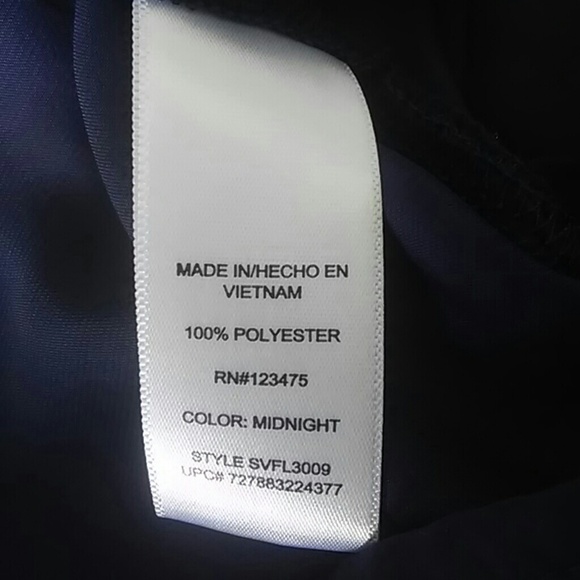 MADE IN/HECHO EN
VIETNAM
100% POLYESTER
RN#123475
COLOR: MIDNIGHT
STYLE SVFL3009
UPC# 727883224377